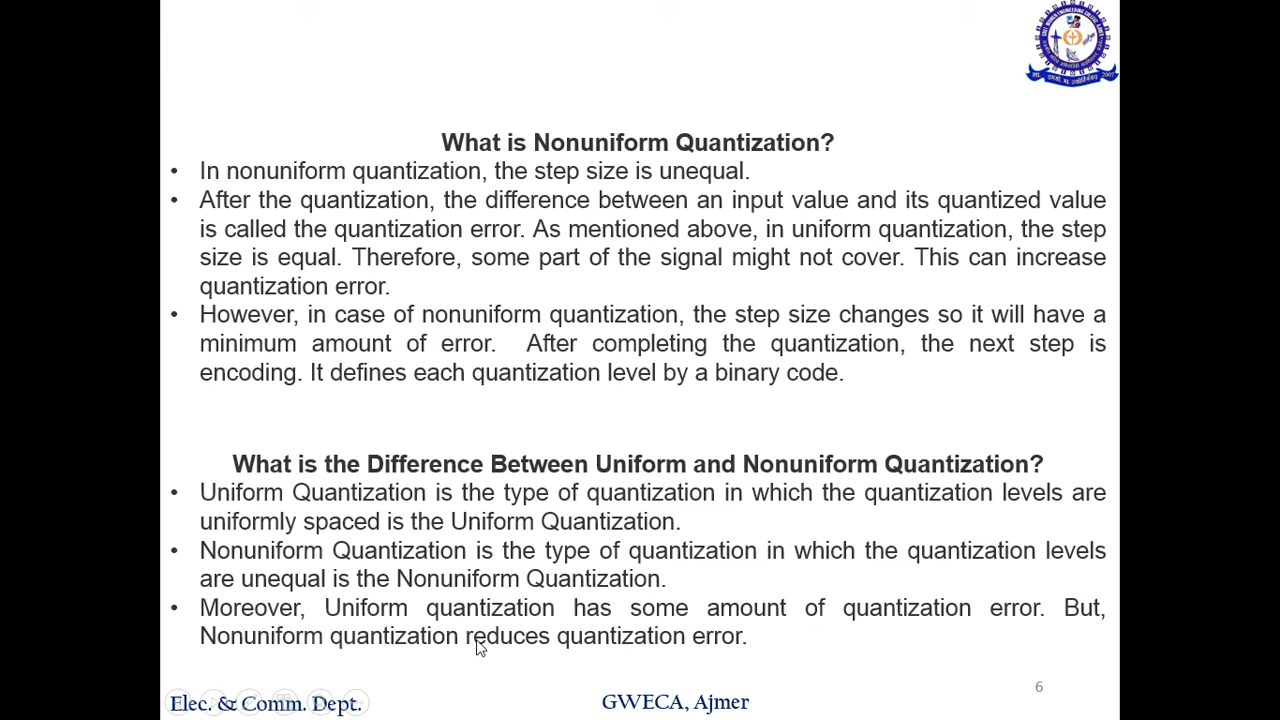 What is Nonuniform Quantization?
• In nonuniform quantization, the step size is unequal.
• After the quantization, the difference between an input value and its quantized value
is called the quantization error. As mentioned above, in uniform quantization, the step
size is equal. Therefore, some part of the signal might not cover. This can increase
quantization error.
• However, in case of nonuniform quantization, the step size changes so it will have a
minimum amount of error. After completing the quantization, the next step is
encoding. It defines each quantization level by a binary code.
What is the Difference Between Uniform and Nonuniform Quantization?
• Uniform Quantization is the type of quantization in which the quantization levels are
uniformly spaced is the Uniform Quantization.
• Nonuniform Quantization is the type of quantization in which the quantization levels
are unequal is the Nonuniform Quantization.
• Moreover, Uniform quantization has some amount of quantization error. But,
Nonuniform quantization reduces quantization error.
6
Elec. & Comm. Dept.
GWECA, Ajmer